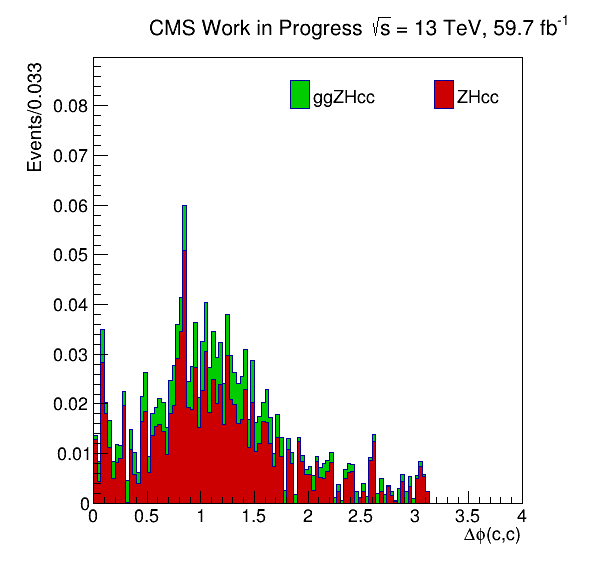 CMS Work in Progress √s = 13 TeV, 59.7 fb⁻¹
Events/0.033
ggZHcc
ZHcc
0.08
0.07
0.06
0.05
0.04
0.03
0.02
0.01
0
0 0.5 1 1.5 2 2.5 3 3.5 4
Δϕ(c,c)